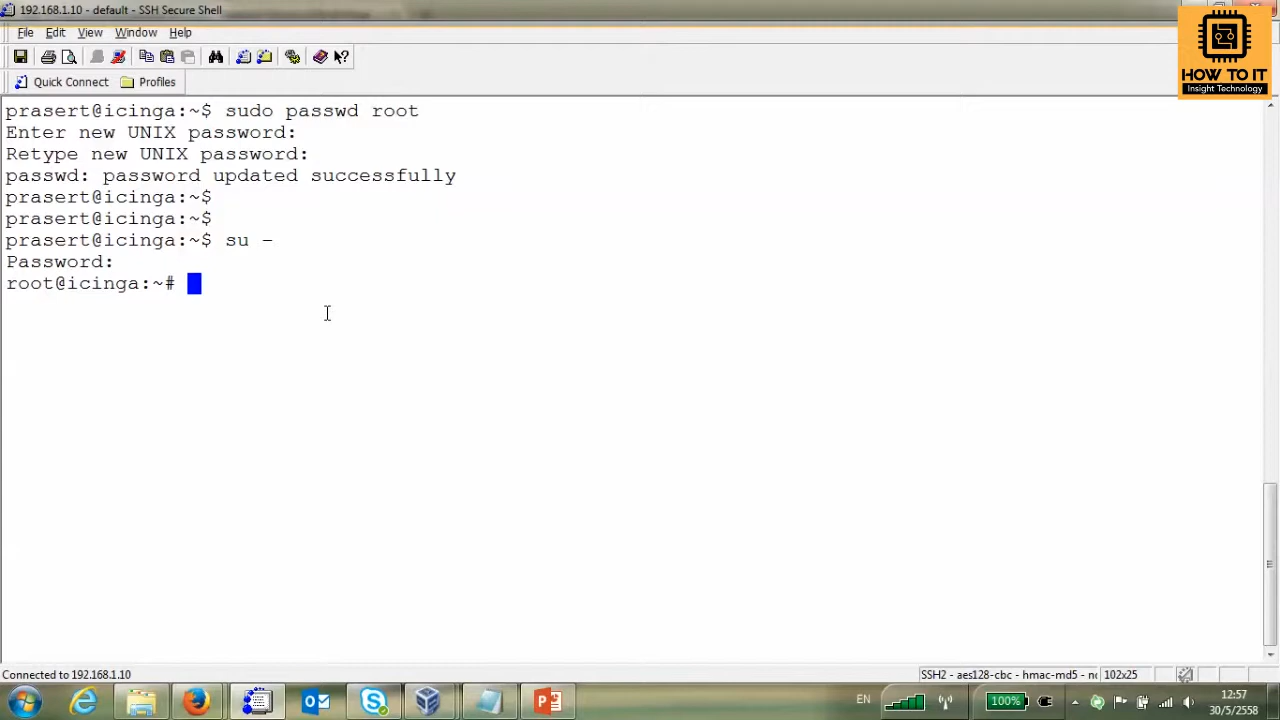 192.168.1.10 - default - SSH Secure Shell
File Edit View Window Help
Quick Connect Profiles
HOW TO IT
Insight Technology
prasert@icinga:~$ sudo passwd root
Enter new UNIX password:
Retype new UNIX password:
passwd: password updated successfully
prasert@icinga:~$
prasert@icinga:~$
prasert@icinga:~$ su -
Password:
root@icinga:~#
Connected to 192.168.1.10
SSH2 - aes128-cbc - hmac-md5 - nc 102x25
EN 100% 12:57
30/5/2558